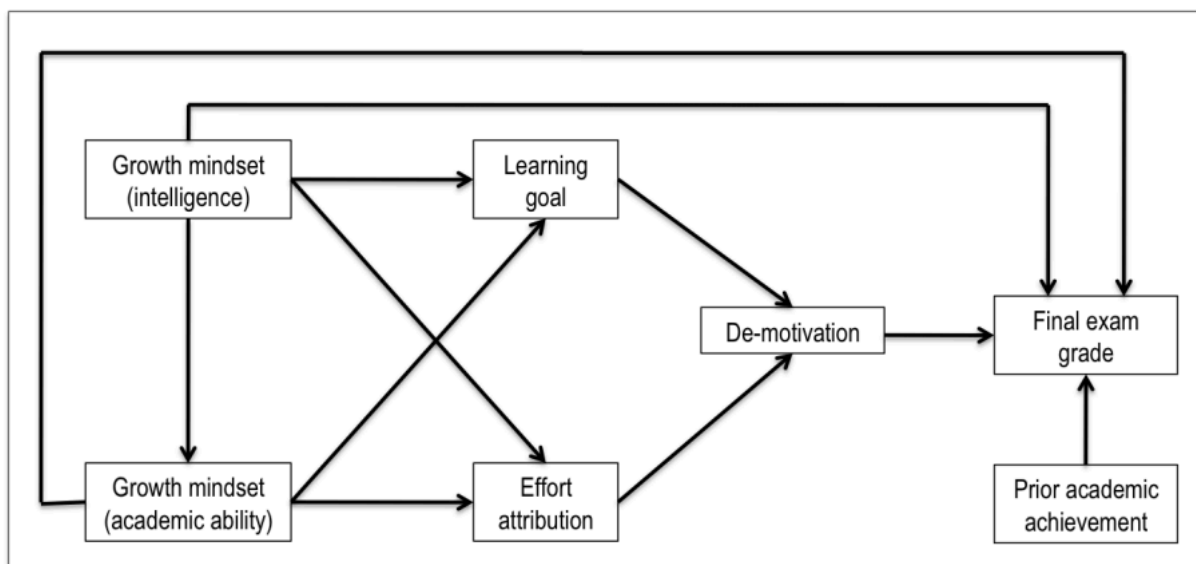 Growth mindset
(intelligence)
Learning
goal
De-motivation
Final exam
grade
Growth mindset
(academic ability)
Effort
attribution
Prior academic
achievement